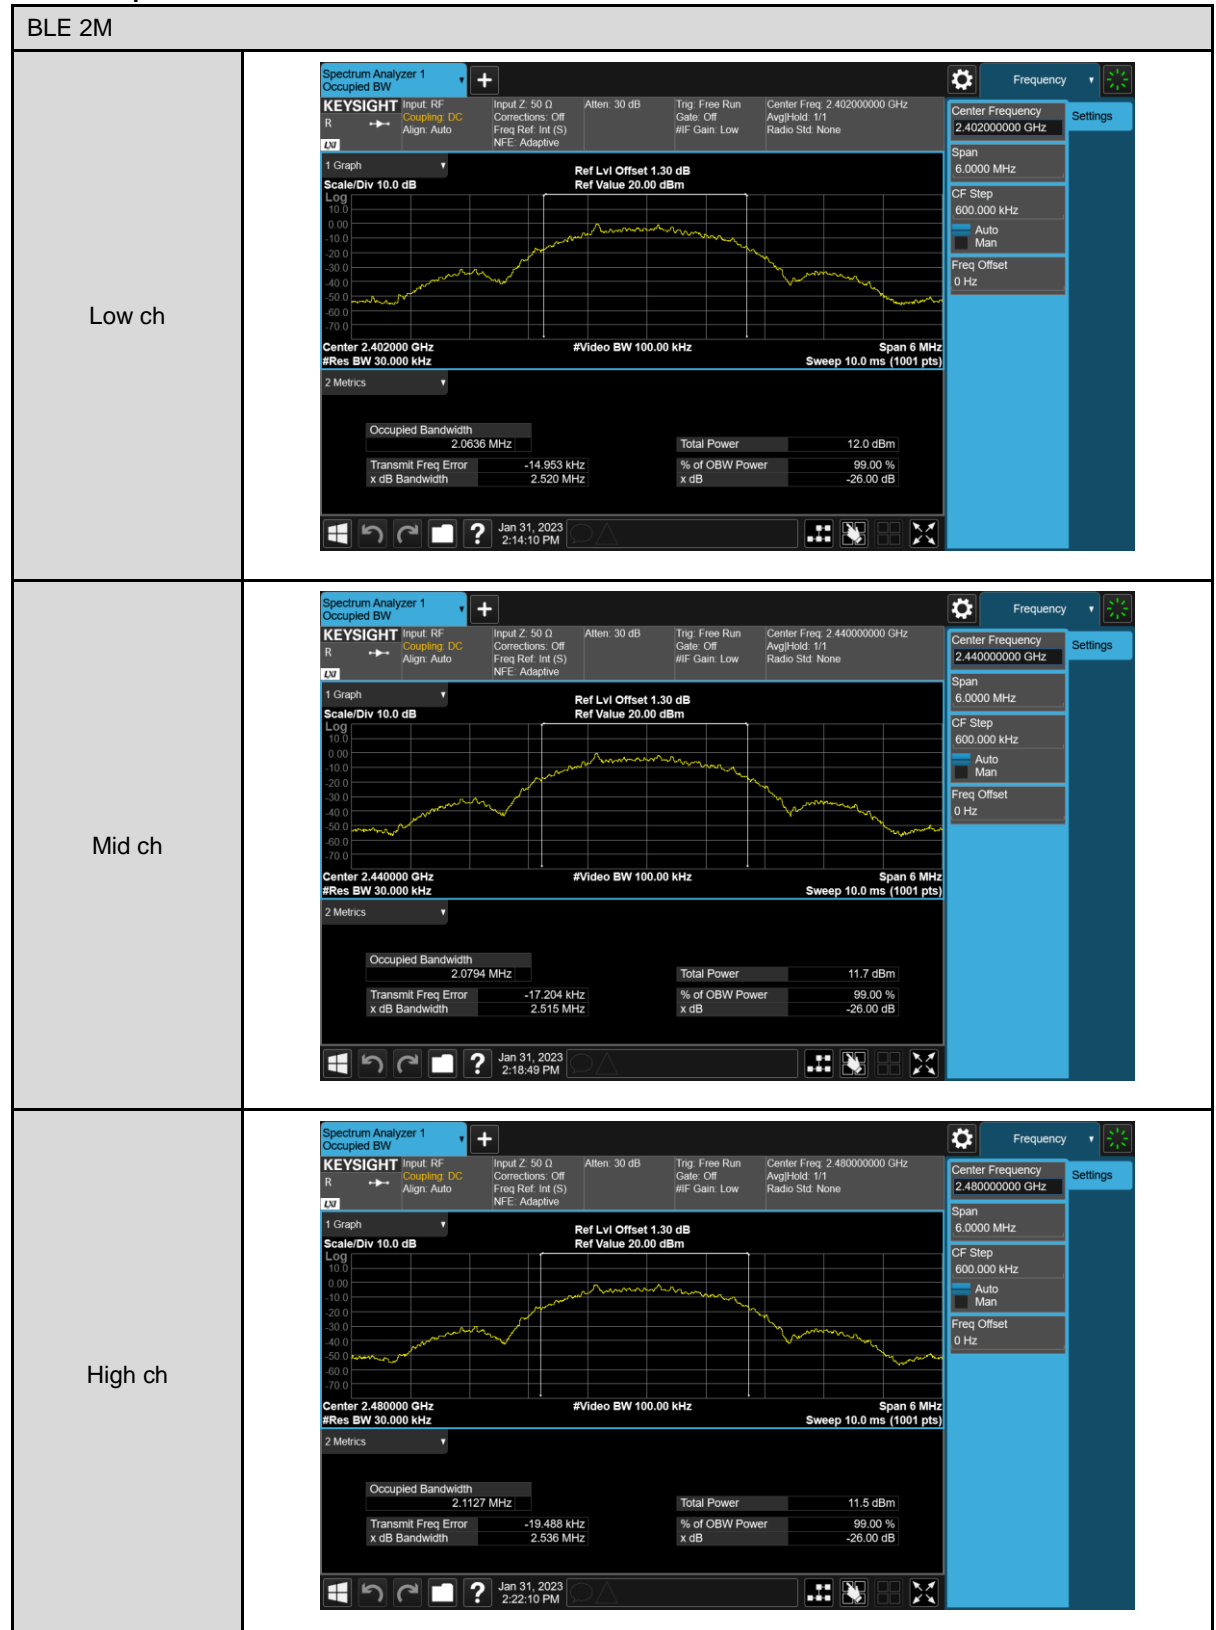 BLE 2M
Low ch
Spectrum Analyzer 1
Occupied BW
Frequency
KEYSIGHT
R
LXI
Input: RF
Coupling: DC
Align: Auto
Input Z: 50 Ω
Corrections: Off
Freq Ref: Int (S)
NFE: Adaptive
Atten: 30 dB
Trig: Free Run
Gate: Off
#IF Gain: Low
Center Freq: 2.402000000 GHz
Avg|Hold: 1/1
Radio Std: None
Center Frequency
2.402000000 GHz
Settings
Span
6.0000 MHz
CF Step
600.000 kHz
Auto
Man
Freq Offset
0 Hz
1 Graph
Scale/Div 10.0 dB
Ref Lvl Offset 1.30 dB
Ref Value 20.00 dBm
Log
10.0
0.00
-10.0
-20.0
-30.0
-40.0
-50.0
-60.0
-70.0
Center 2.402000 GHz
#Video BW 100.00 kHz
Span 6 MHz
#Res BW 30.000 kHz
Sweep 10.0 ms (1001 pts)
2 Metrics
Occupied Bandwidth
2.0636 MHz
Total Power 12.0 dBm
Transmit Freq Error -14.953 kHz
% of OBW Power 99.00 %
x dB Bandwidth 2.520 MHz
x dB -26.00 dB
?
Jan 31, 2023
2:14:10 PM
Mid ch
Spectrum Analyzer 1
Occupied BW
Frequency
KEYSIGHT
R
LXI
Input: RF
Coupling: DC
Align: Auto
Input Z: 50 Ω
Corrections: Off
Freq Ref: Int (S)
NFE: Adaptive
Atten: 30 dB
Trig: Free Run
Gate: Off
#IF Gain: Low
Center Freq: 2.440000000 GHz
Avg|Hold: 1/1
Radio Std: None
Center Frequency
2.440000000 GHz
Settings
Span
6.0000 MHz
CF Step
600.000 kHz
Auto
Man
Freq Offset
0 Hz
1 Graph
Scale/Div 10.0 dB
Ref Lvl Offset 1.30 dB
Ref Value 20.00 dBm
Log
10.0
0.00
-10.0
-20.0
-30.0
-40.0
-50.0
-60.0
-70.0
Center 2.440000 GHz
#Video BW 100.00 kHz
Span 6 MHz
#Res BW 30.000 kHz
Sweep 10.0 ms (1001 pts)
2 Metrics
Occupied Bandwidth
2.0794 MHz
Total Power 11.7 dBm
Transmit Freq Error -17.204 kHz
% of OBW Power 99.00 %
x dB Bandwidth 2.515 MHz
x dB -26.00 dB
?
Jan 31, 2023
2:18:49 PM
High ch
Spectrum Analyzer 1
Occupied BW
Frequency
KEYSIGHT
R
LXI
Input: RF
Coupling: DC
Align: Auto
Input Z: 50 Ω
Corrections: Off
Freq Ref: Int (S)
NFE: Adaptive
Atten: 30 dB
Trig: Free Run
Gate: Off
#IF Gain: Low
Center Freq: 2.480000000 GHz
Avg|Hold: 1/1
Radio Std: None
Center Frequency
2.480000000 GHz
Settings
Span
6.0000 MHz
CF Step
600.000 kHz
Auto
Man
Freq Offset
0 Hz
1 Graph
Scale/Div 10.0 dB
Ref Lvl Offset 1.30 dB
Ref Value 20.00 dBm
Log
10.0
0.00
-10.0
-20.0
-30.0
-40.0
-50.0
-60.0
-70.0
Center 2.480000 GHz
#Video BW 100.00 kHz
Span 6 MHz
#Res BW 30.000 kHz
Sweep 10.0 ms (1001 pts)
2 Metrics
Occupied Bandwidth
2.1127 MHz
Total Power 11.5 dBm
Transmit Freq Error -19.488 kHz
% of OBW Power 99.00 %
x dB Bandwidth 2.536 MHz
x dB -26.00 dB
?
Jan 31, 2023
2:22:10 PM